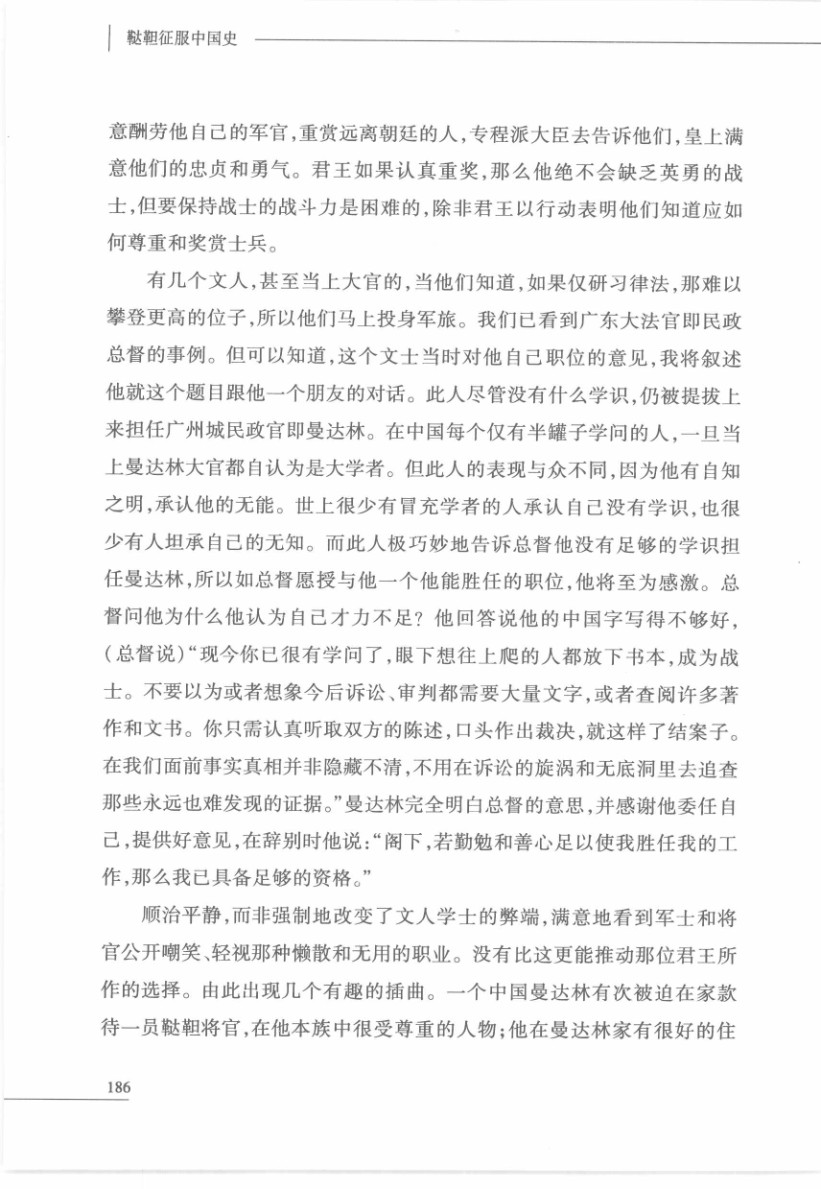 鞑靼征服中国史
意酬劳他自己的军官,重赏远离朝廷的人,专程派大臣去告诉他们,皇上满
意他们的忠贞和勇气。君王如果认真重奖,那么他绝不会缺乏英勇的战
士,但要保持战士的战斗力是困难的,除非君王以行动表明他们知道应如
何尊重和奖赏士兵。
有几个文人,甚至当上大官的,当他们知道,如果仅研习律法,那难以
攀登更高的位子,所以他们马上投身军旅。我们已看到广东大法官即民政
总督的事例。但可以知道,这个文士当时对他自己职位的意见,我将叙述
他就这个题目跟他一个朋友的对话。此人尽管没有什么学识,仍被提拔上
来担任广州城民政官即曼达林。在中国每个仅有半罐子学问的人,一旦当
上曼达林大官都自认为是大学者。但此人的表现与众不同,因为他有自知
之明,承认他的无能。世上很少有冒充学者的人承认自己没有学识,也很
少有人坦承自己的无知。而此人极巧妙地告诉总督他没有足够的学识担
任曼达林,所以如总督愿授与他一个他能胜任的职位,他将至为感激。总
督问他为什么他认为自己才力不足?他回答说他的中国字写得不够好,
(总督说)“现今你已很有学问了,眼下想往上爬的人都放下书本,成为战
士。不要以为或者想象今后诉讼、审判都需要大量文字,或者查阅许多著
作和文书。你只需认真听取双方的陈述,口头作出裁决,就这样了结案子。
在我们面前事实真相并非隐藏不清,不用在诉讼的旋涡和无底洞里去追查
那些永远也难发现的证据。”曼达林完全明白总督的意思,并感谢他委任自
己,提供好意见,在辞别时他说:“阁下,若勤勉和善心足以使我胜任我的工
作,那么我已具备足够的资格。”
顺治平静,而非强制地改变了文人学士的弊端,满意地看到军士和将
官公开嘲笑、轻视那种懒散和无用的职业。没有比这更能推动那位君王所
作的选择。由此出现几个有趣的插曲。一个中国曼达林有次被迫在家款
待一员鞑靼将官,在他本族中很受尊重的人物;他在曼达林家有很好的住
186